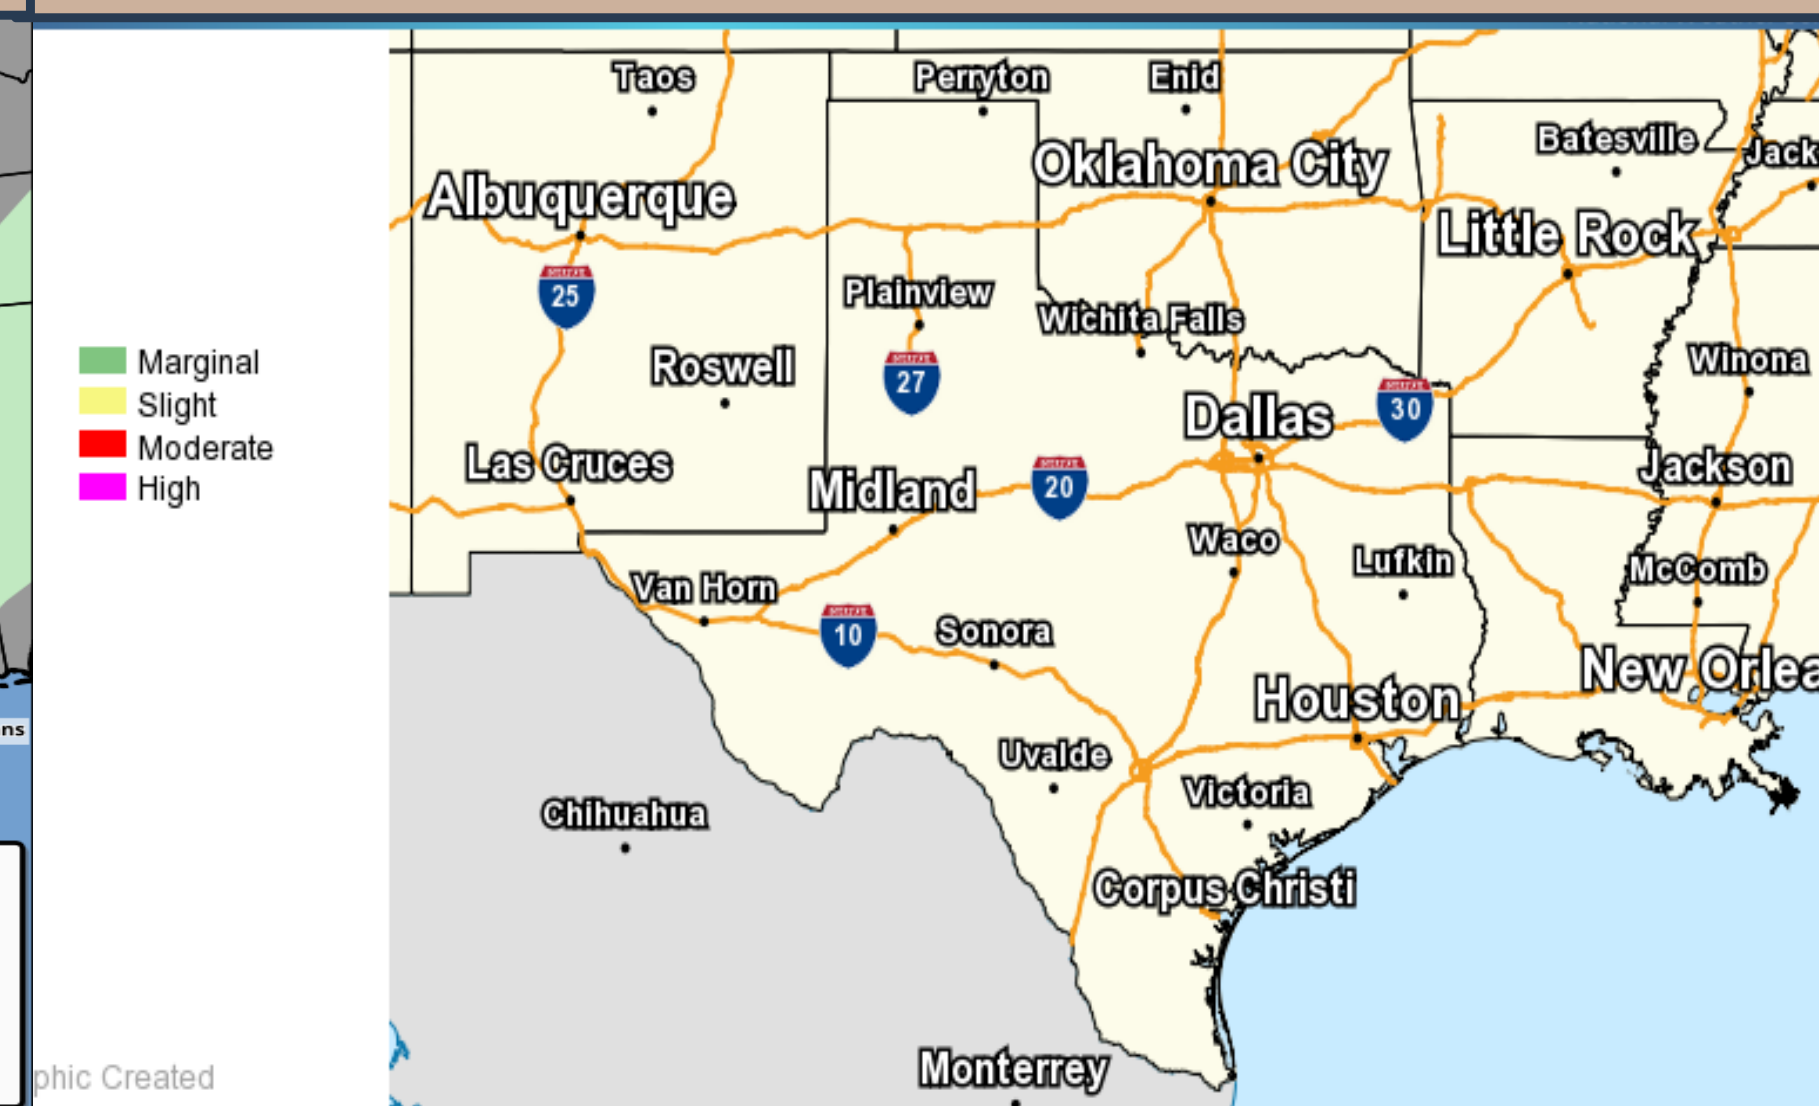 Taos
Perryton
Enid
Batesville
Jack
Oklahoma City
Albuquerque
Little Rock
25
Plainview
Wichita Falls
Winona
Marginal
Roswell
27
Slight
30
Dallas
Moderate
Las Cruces
Jackson
High
Midland
20
Waco
Lufkin
McComb
Van Horn
10
Sonora
New Orlea
Houston
ns
Uvalde
Victoria
Chihuahua
Corpus Christi
Monterrey
phic Created